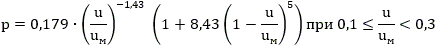 p = 0,179 · (u/uм)^−1,43 (1 + 8,43 (1 − u/uм)^5) при 0,1 ≤ u/uм < 0,3